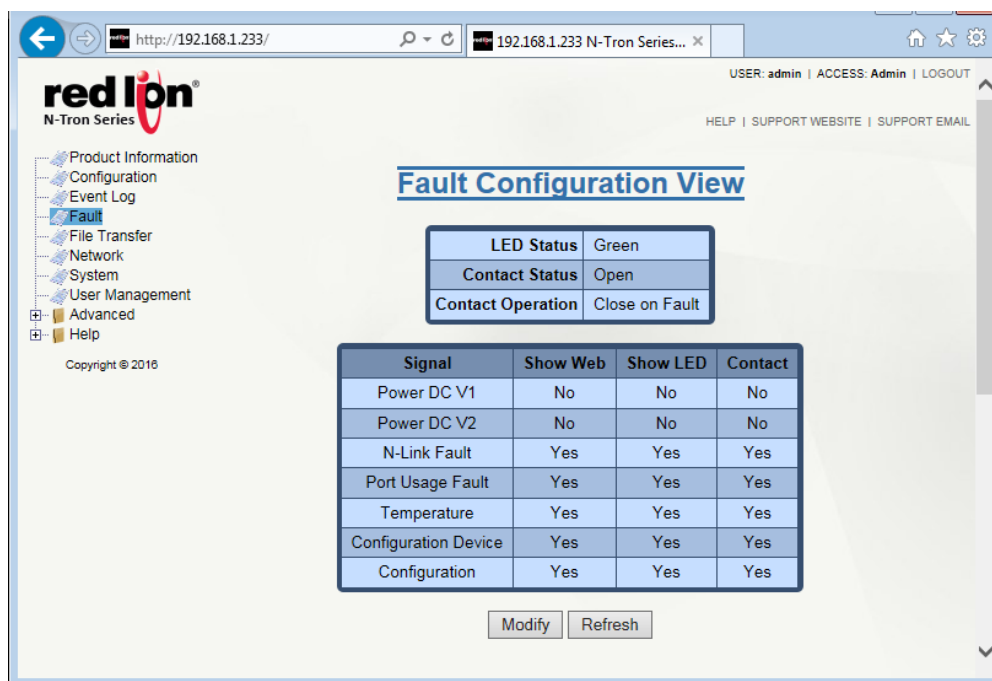 http://192.168.1.233/
192.168.1.233 N-Tron Series...
USER: admin | ACCESS: Admin | LOGOUT
red lion®
N-Tron Series
HELP | SUPPORT WEBSITE | SUPPORT EMAIL
Product Information
Configuration
Event Log
Fault
File Transfer
Network
System
User Management
Advanced
Help
Copyright © 2016
Fault Configuration View
LED Status Green
Contact Status Open
Contact Operation Close on Fault
Signal Show Web Show LED Contact
Power DC V1 No No No
Power DC V2 No No No
N-Link Fault Yes Yes Yes
Port Usage Fault Yes Yes Yes
Temperature Yes Yes Yes
Configuration Device Yes Yes Yes
Configuration Yes Yes Yes
Modify Refresh